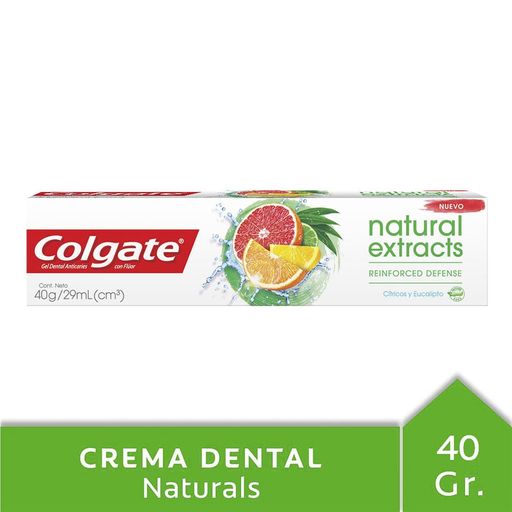 NUEVO
Colgate®
Gel Dental Anticaries con Flúor
Cont. Neto
40g/29mL(cm³)
natural
extracts
REINFORCED DEFENSE
Cítricos y Eucalipto
CREMA DENTAL
Naturals
40
Gr.